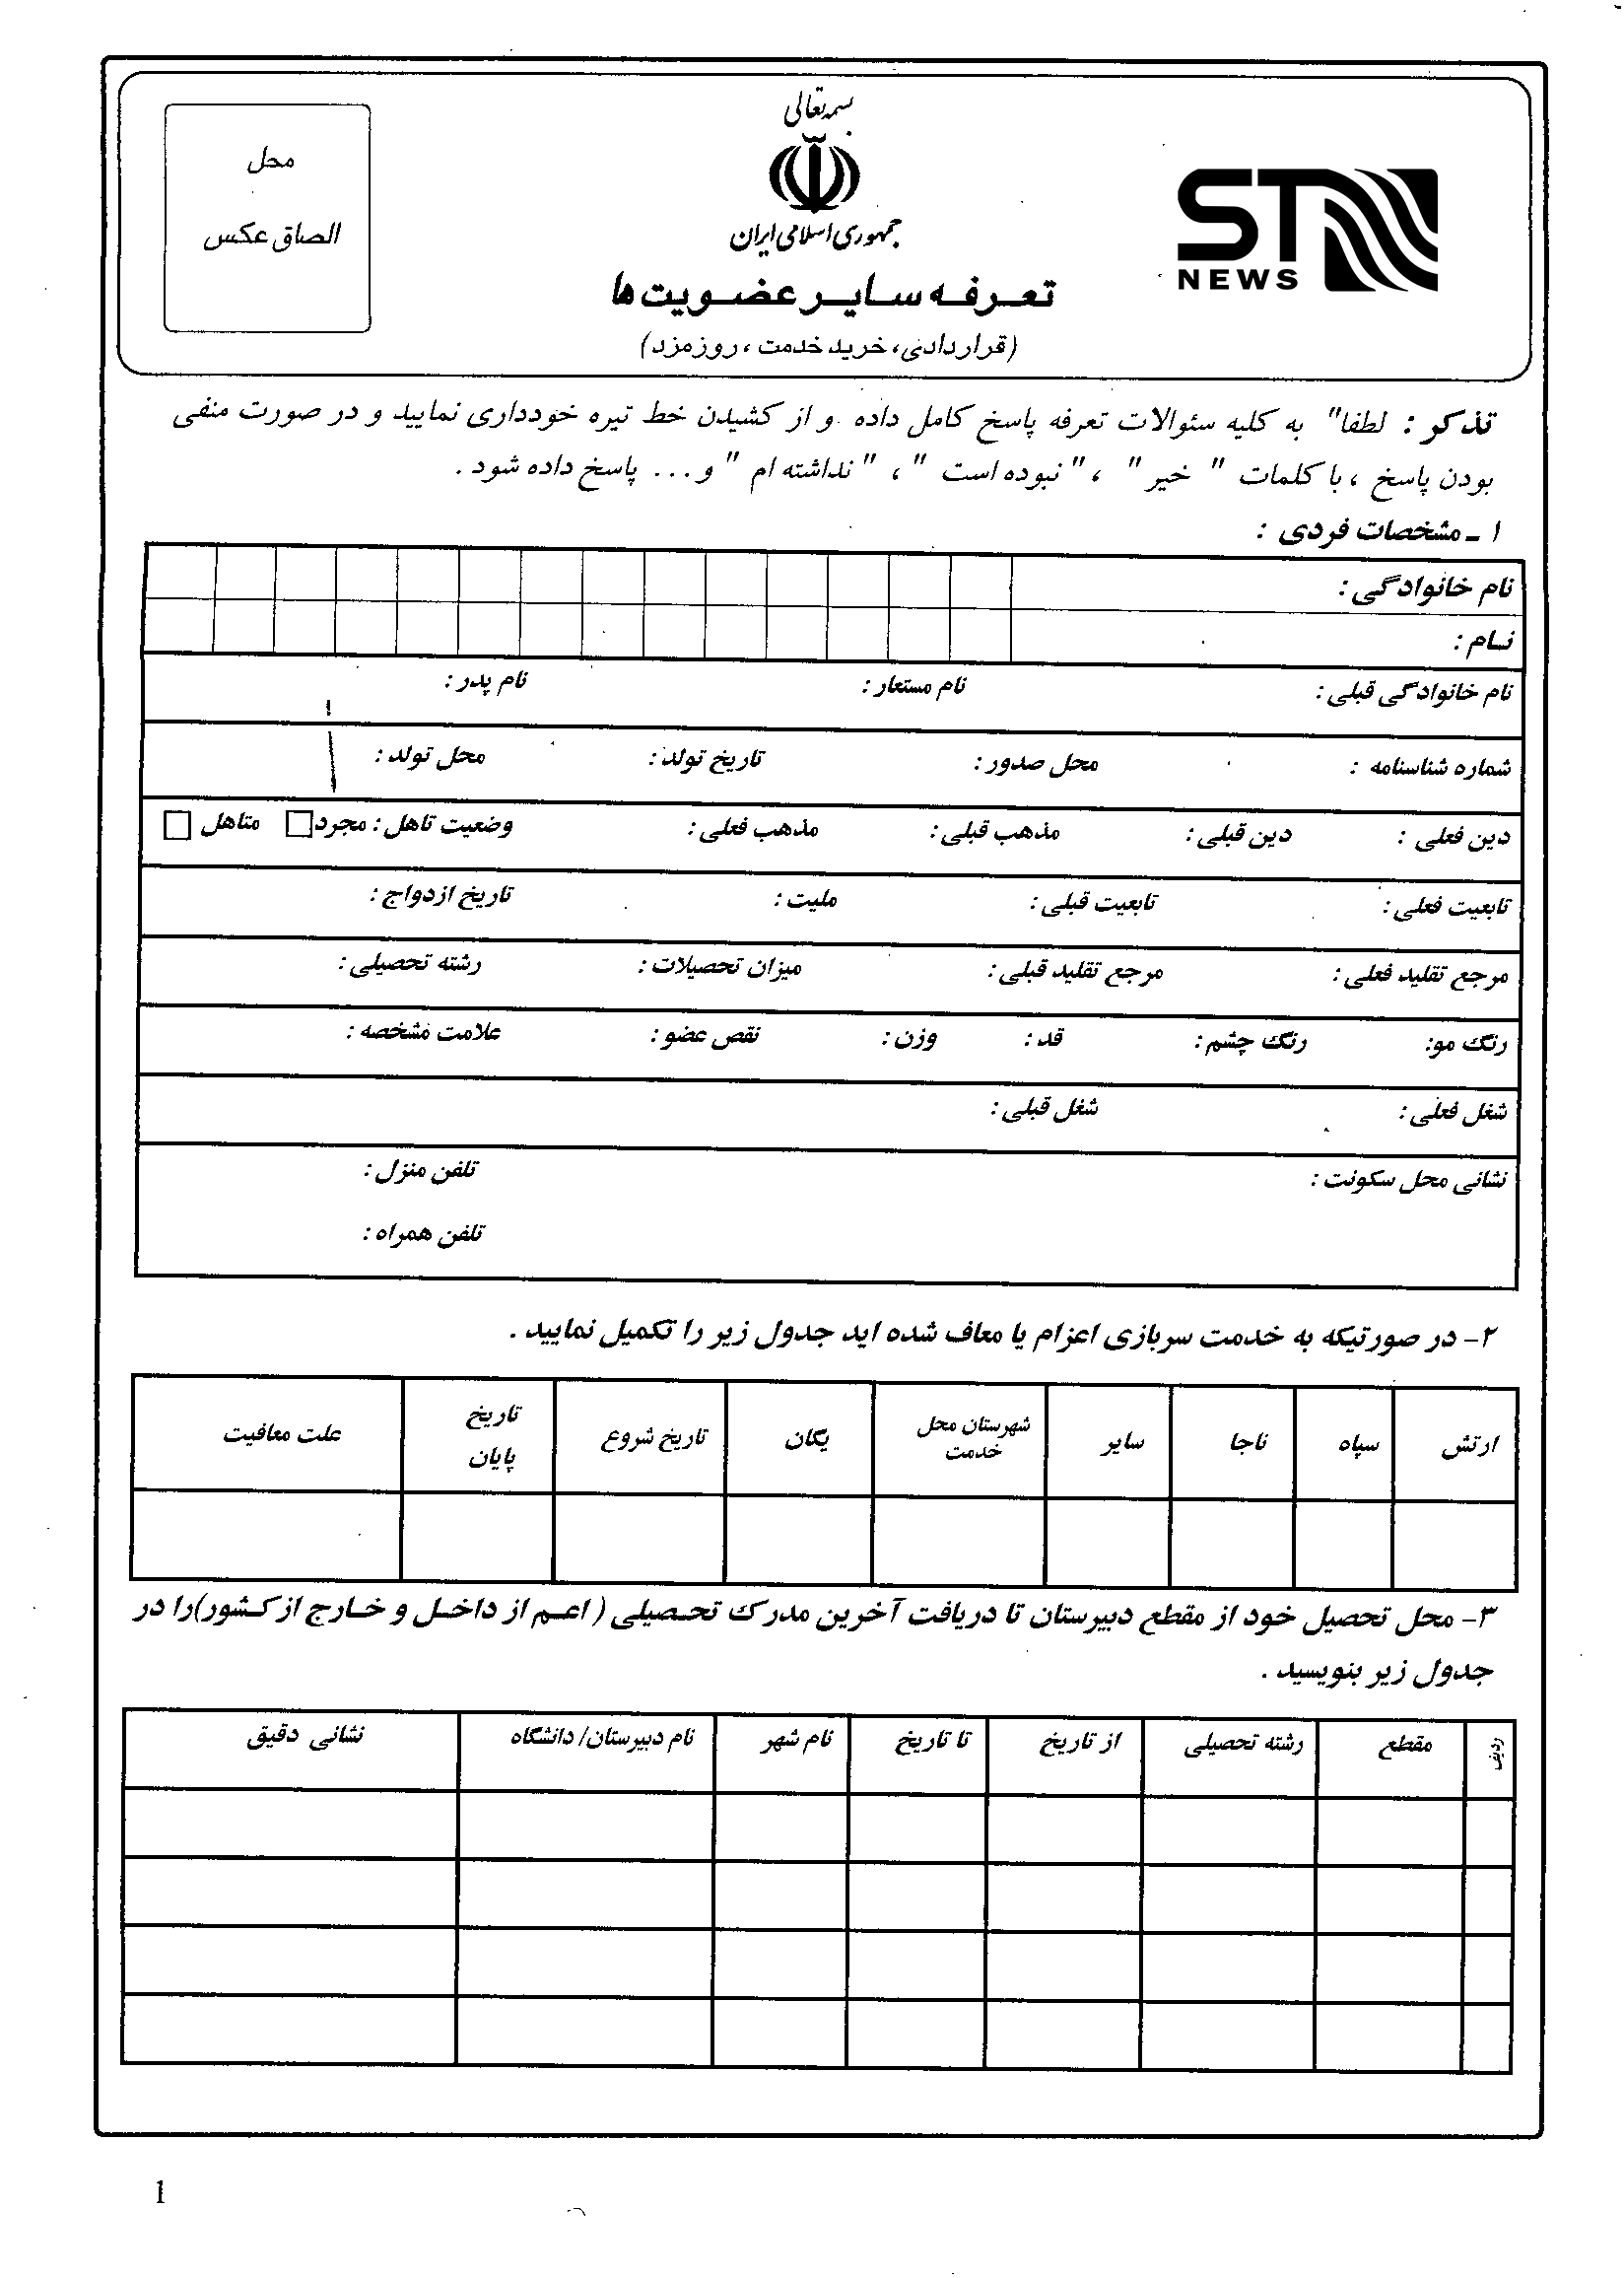 بسمه تعالی
جمهوری اسلامی ایران
STN
NEWS
محل
الصاق عکس
تعرفه سایر عضویت ها
(قراردادی، خرید خدمت ، روزمزد)
تذکر : لطفا" به کلیه سئوالات تعرفه پاسخ کامل داده و از کشیدن خط تیره خودداری نمایید و در صورت منفی
بودن پاسخ ، با کلمات " خیر " ، " نبوده است " ، " نداشته ام " و... پاسخ داده شود .
۱ ـ مشخصات فردی :
نام خانوادگی :
نام :
نام خانوادگی قبلی : نام مستعار : نام پدر :
شماره شناسنامه : محل صدور : تاریخ تولد : محل تولد :
دین فعلی : دین قبلی : مذهب قبلی : مذهب فعلی : وضعیت تاهل : مجرد متاهل
تابعیت فعلی : تابعیت قبلی : ملیت : تاریخ ازدواج :
مرجع تقلید فعلی : مرجع تقلید قبلی : میزان تحصیلات : رشته تحصیلی :
رنگ مو: رنگ چشم : قد : وزن : نقص عضو : علامت مشخصه :
شغل فعلی : شغل قبلی :
نشانی محل سکونت : تلفن منزل :
تلفن همراه :
۲- در صورتیکه به خدمت سربازی اعزام یا معاف شده اید جدول زیر را تکمیل نمایید .
ارتش سپاه ناجا سایر شهرستان محل خدمت یگان تاریخ شروع تاریخ پایان علت معافیت
۳- محل تحصیل خود از مقطع دبیرستان تا دریافت آخرین مدرک تحصیلی ( اعم از داخل و خارج از کشور)را در
جدول زیر بنویسید .
ردیف مقطع رشته تحصیلی از تاریخ تا تاریخ نام شهر نام دبیرستان/ دانشگاه نشانی دقیق
1